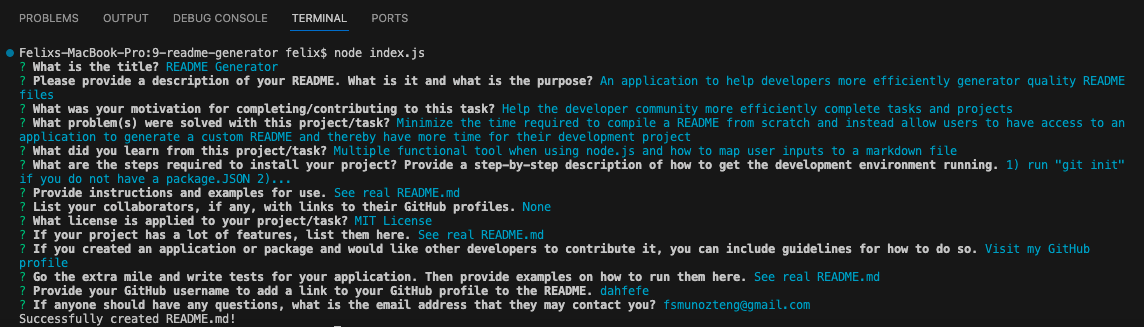 PROBLEMS OUTPUT DEBUG CONSOLE TERMINAL PORTS
Felixs-MacBook-Pro:9-readme-generator felix$ node index.js
? What is the title? README Generator
? Please provide a description of your README. What is it and what is the purpose? An application to help developers more efficiently generator quality README
files
? What was your motivation for completing/contributing to this task? Help the developer community more efficiently complete tasks and projects
? What problem(s) were solved with this project/task? Minimize the time required to compile a README from scratch and instead allow users to have access to an
application to generate a custom README and thereby have more time for their development project
? What did you learn from this project/task? Multiple functional tool when using node.js and how to map user inputs to a markdown file
? What are the steps required to install your project? Provide a step-by-step description of how to get the development environment running. 1) run "git init"
if you do not have a package.JSON 2)...
? Provide instructions and examples for use. See real README.md
? List your collaborators, if any, with links to their GitHub profiles. None
? What license is applied to your project/task? MIT License
? If your project has a lot of features, list them here. See real README.md
? If you created an application or package and would like other developers to contribute it, you can include guidelines for how to do so. Visit my GitHub
profile
? Go the extra mile and write tests for your application. Then provide examples on how to run them here. See real README.md
? Provide your GitHub username to add a link to your GitHub profile to the README. dahfefe
? If anyone should have any questions, what is the email address that they may contact you? fsmunozteng@gmail.com
Successfully created README.md!